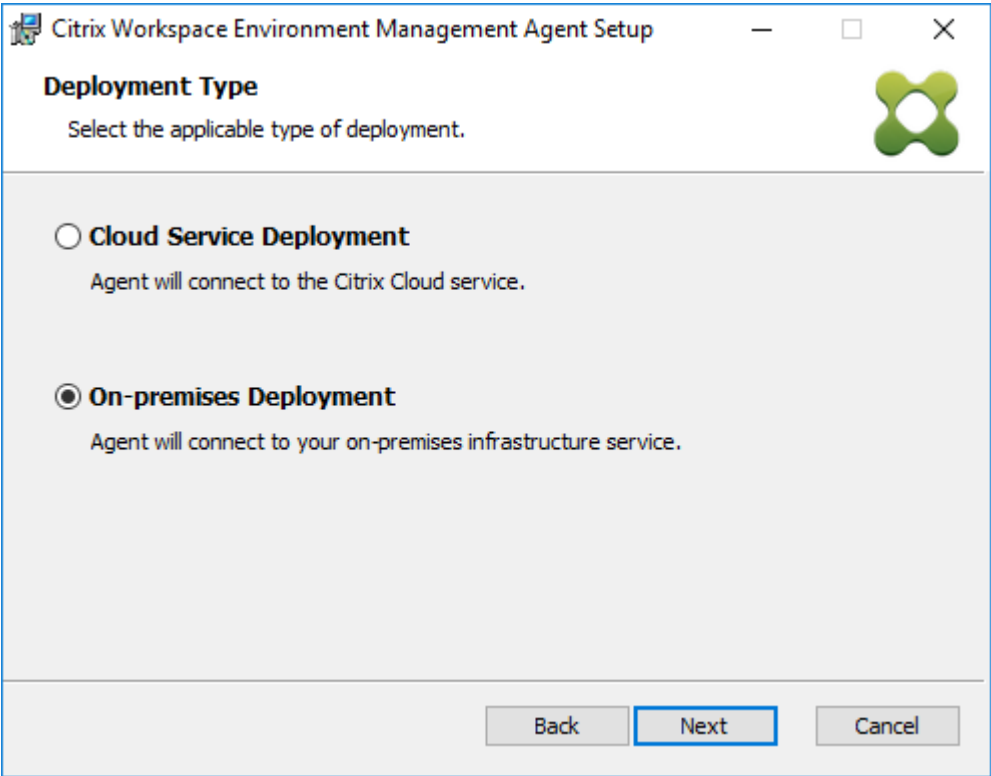 Citrix Workspace Environment Management Agent Setup
Deployment Type
Select the applicable type of deployment.
Cloud Service Deployment
Agent will connect to the Citrix Cloud service.
On-premises Deployment
Agent will connect to your on-premises infrastructure service.
Back Next Cancel